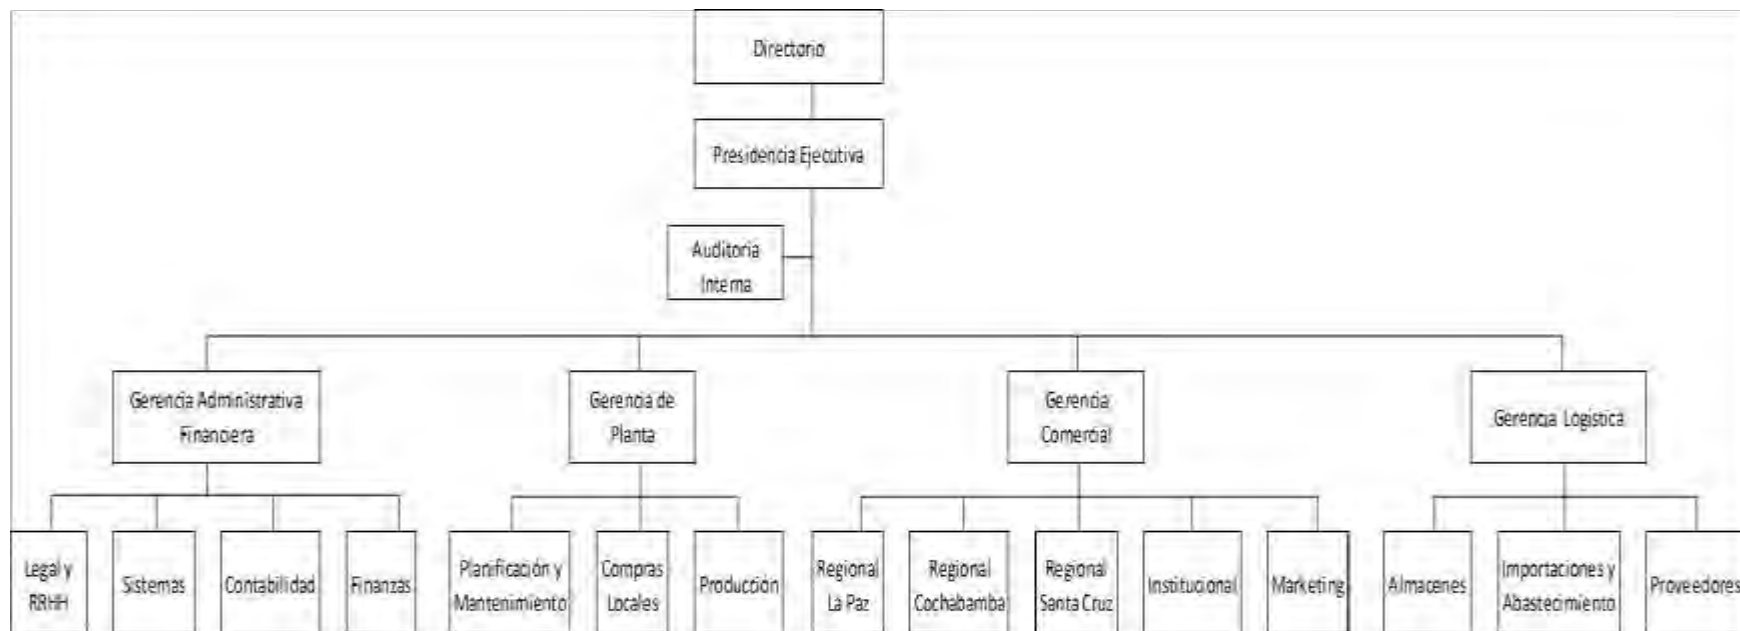 Directorio
Presidencia Ejecutiva
Auditoria
Interna
Gerencia Administrativa
Financiera
Gerencia de
Planta
Gerencia
Comercial
Gerencia Logística
Legal y
RRHH
Sistemas
Contabilidad
Finanzas
Planificación y
Mantenimiento
Compras
Locales
Producción
Regional
La Paz
Regional
Cochabamba
Regional
Santa Cruz
Institucional
Marketing
Almacenes
Importaciones y
Abastecimiento
Proveedores